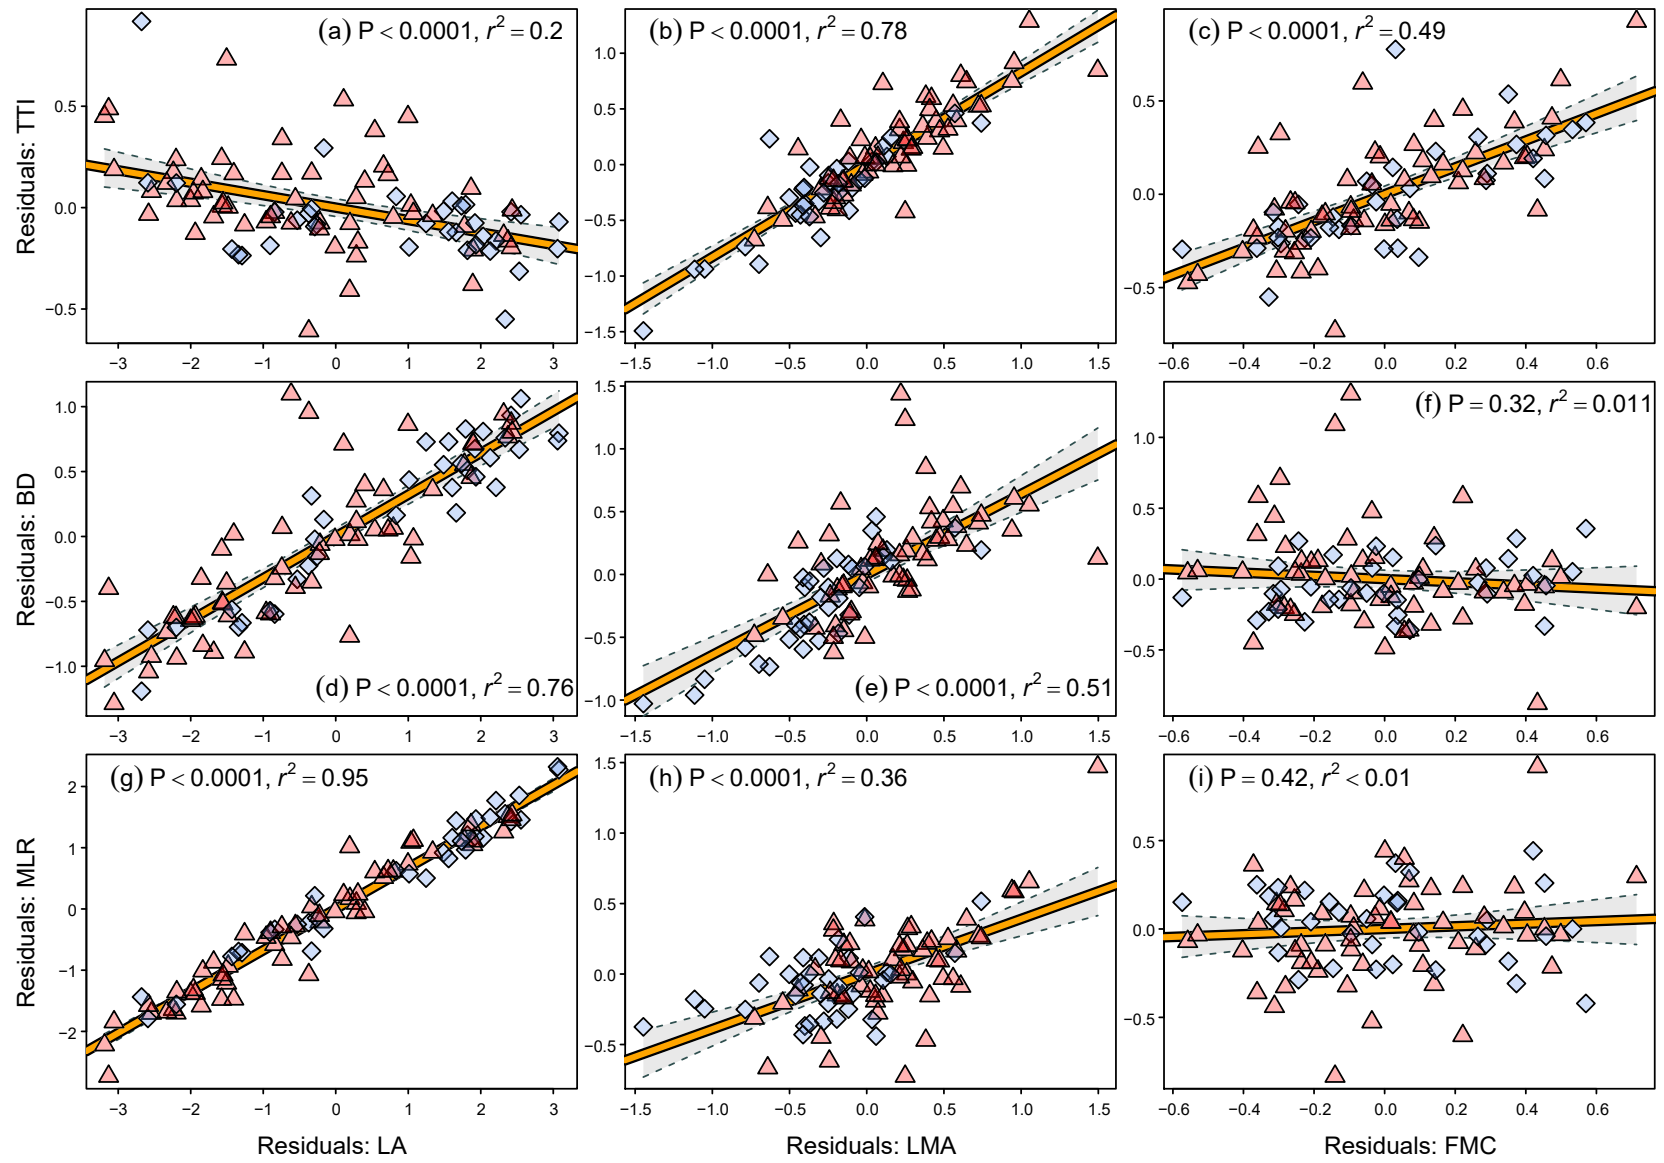 (a) P < 0.0001, r² = 0.2
(b) P < 0.0001, r² = 0.78
(c) P < 0.0001, r² = 0.49
Residuals: TTI
0.5
0.0
−0.5
−3 −2 −1 0 1 2 3
1.0
0.5
0.0
−0.5
−1.0
−1.5
−1.5 −1.0 −0.5 0.0 0.5 1.0 1.5
0.5
0.0
−0.5
−0.6 −0.4 −0.2 0.0 0.2 0.4 0.6
Residuals: BD
1.0
0.5
0.0
−0.5
−1.0
(d) P < 0.0001, r² = 0.76
−3 −2 −1 0 1 2 3
1.5
1.0
0.5
0.0
−0.5
−1.0
(e) P < 0.0001, r² = 0.51
−1.5 −1.0 −0.5 0.0 0.5 1.0 1.5
(f) P = 0.32, r² = 0.011
1.0
0.5
0.0
−0.5
−0.6 −0.4 −0.2 0.0 0.2 0.4 0.6
(g) P < 0.0001, r² = 0.95
Residuals: MLR
2
1
0
−1
−2
−3 −2 −1 0 1 2 3
Residuals: LA
(h) P < 0.0001, r² = 0.36
1.5
1.0
0.5
0.0
−0.5
−1.5 −1.0 −0.5 0.0 0.5 1.0 1.5
Residuals: LMA
(i) P = 0.42, r² < 0.01
0.5
0.0
−0.5
−0.6 −0.4 −0.2 0.0 0.2 0.4 0.6
Residuals: FMC